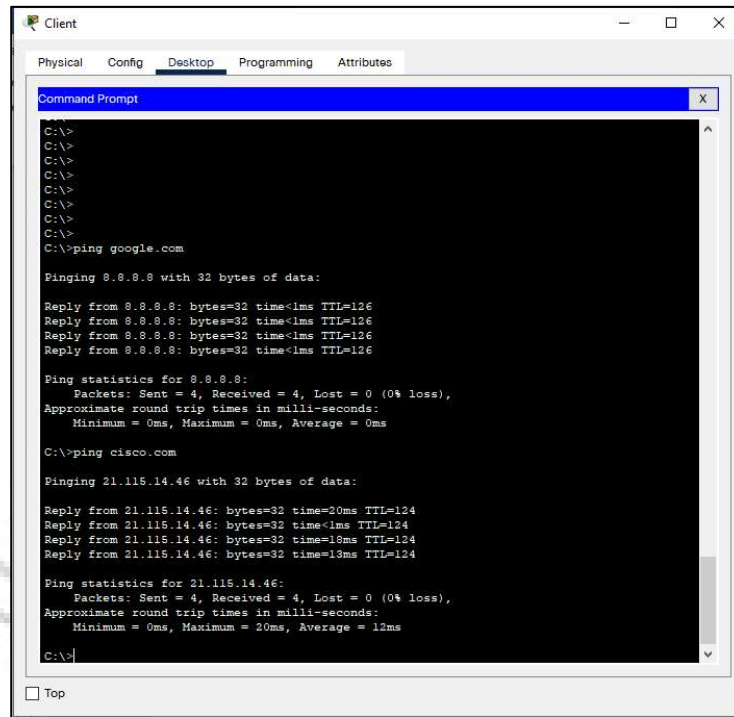 Client
Physical Config Desktop Programming Attributes
Command Prompt X
C:\>
C:\>
C:\>
C:\>
C:\>
C:\>
C:\>
C:\>ping google.com
Pinging 8.8.8.8 with 32 bytes of data:
Reply from 8.8.8.8: bytes=32 time<1ms TTL=126
Reply from 8.8.8.8: bytes=32 time<1ms TTL=126
Reply from 8.8.8.8: bytes=32 time<1ms TTL=126
Reply from 8.8.8.8: bytes=32 time<1ms TTL=126
Ping statistics for 8.8.8.8:
Packets: Sent = 4, Received = 4, Lost = 0 (0% loss),
Approximate round trip times in milli-seconds:
Minimum = 0ms, Maximum = 0ms, Average = 0ms
C:\>ping cisco.com
Pinging 21.115.14.46 with 32 bytes of data:
Reply from 21.115.14.46: bytes=32 time=20ms TTL=124
Reply from 21.115.14.46: bytes=32 time<1ms TTL=124
Reply from 21.115.14.46: bytes=32 time=18ms TTL=124
Reply from 21.115.14.46: bytes=32 time=13ms TTL=124
Ping statistics for 21.115.14.46:
Packets: Sent = 4, Received = 4, Lost = 0 (0% loss),
Approximate round trip times in milli-seconds:
Minimum = 0ms, Maximum = 20ms, Average = 12ms
C:\>
Top